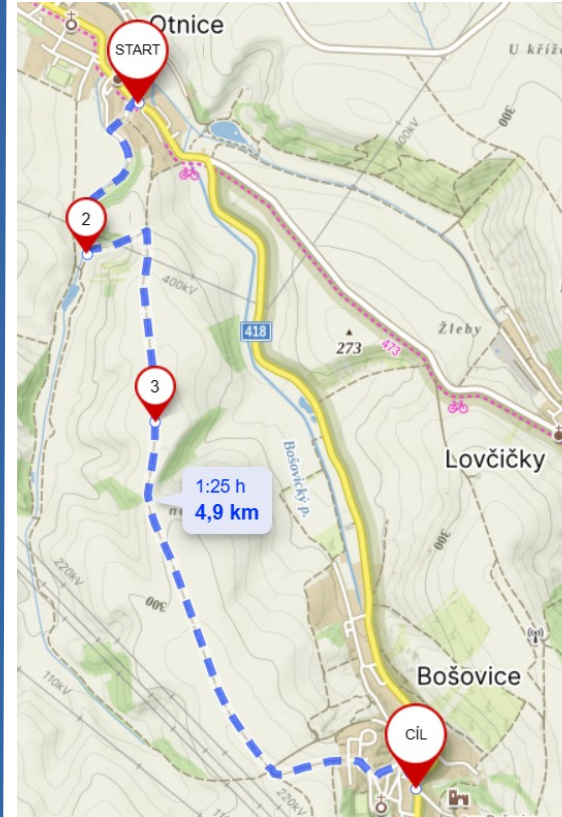 Otnice
START
U kříže
300
400kV
2
400kV
418
273
Žleby
473
3
Lovčičky
1:25 h
4,9 km
Bošovický p.
300
220kV
300
110kV
Bošovice
CÍL
220kV